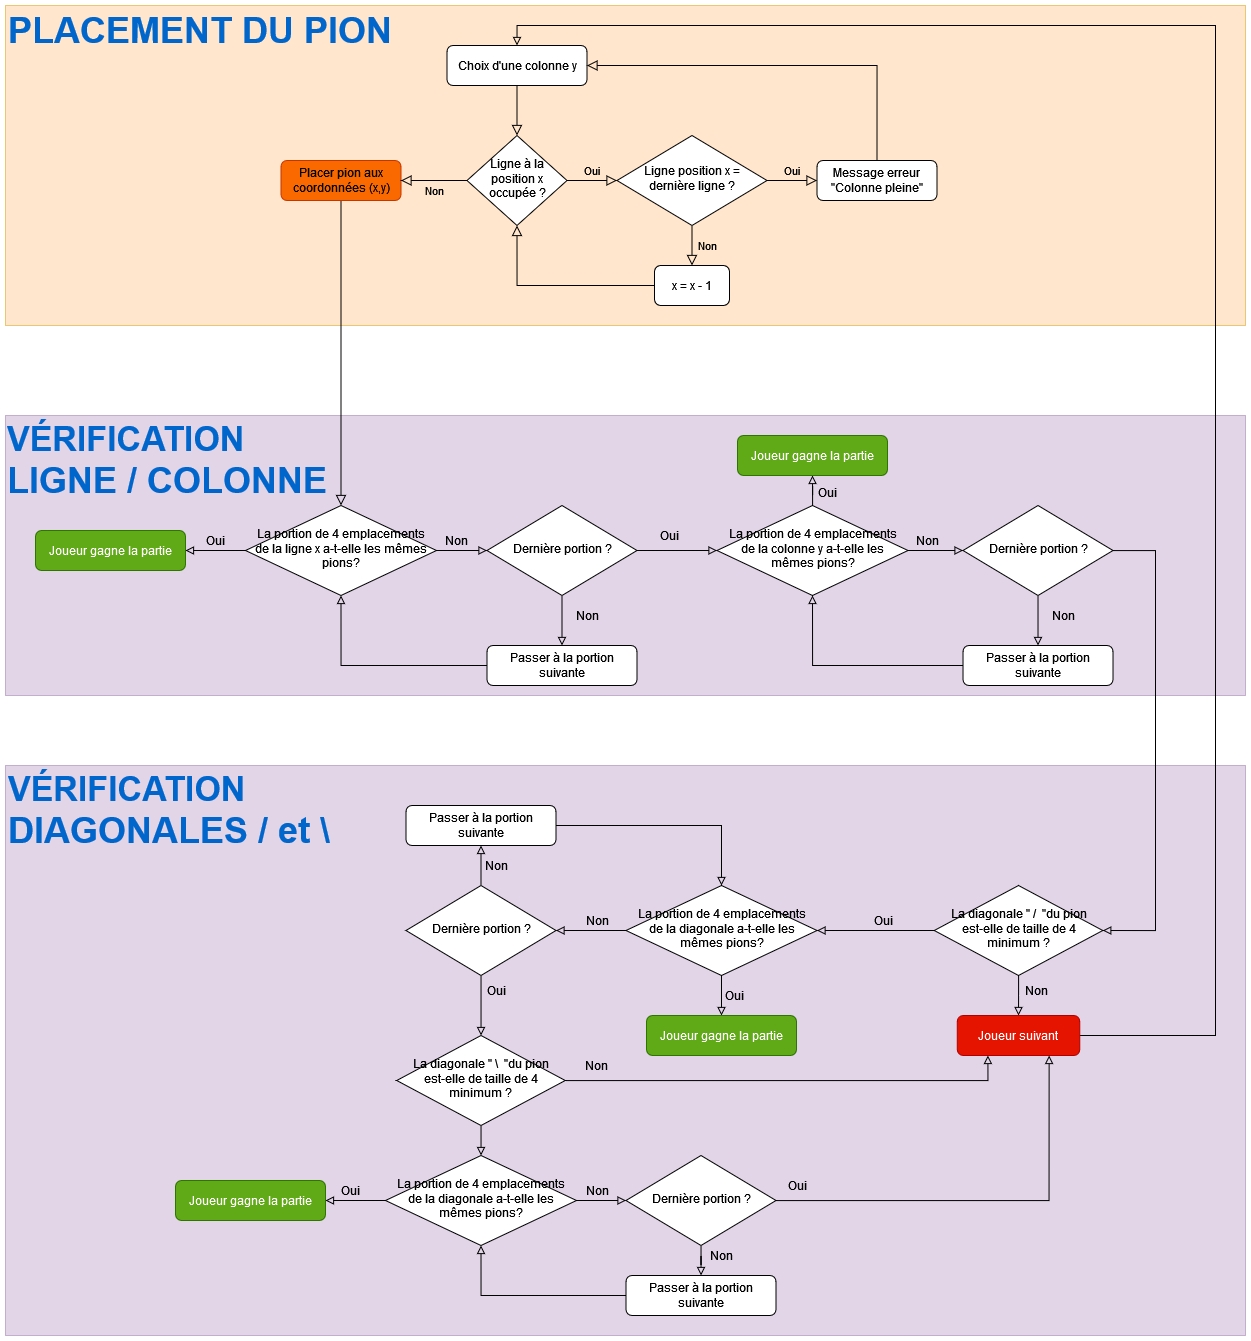 PLACEMENT DU PION
Choix d'une colonne y
Placer pion aux
coordonnées (x,y)
Non
Ligne à la
position x
occupée ?
Oui
Ligne position x =
dernière ligne ?
Oui
Message erreur
"Colonne pleine"
Non
x = x - 1
VÉRIFICATION
LIGNE / COLONNE
Joueur gagne la partie
Oui
Joueur gagne la partie
Oui
La portion de 4 emplacements
de la ligne x a-t-elle les mêmes
pions?
Non
Dernière portion ?
Oui
La portion de 4 emplacements
de la colonne y a-t-elle les
mêmes pions?
Non
Dernière portion ?
Non
Passer à la portion
suivante
Non
Passer à la portion
suivante
VÉRIFICATION
DIAGONALES / et \
Passer à la portion
suivante
Non
Dernière portion ?
Non
La portion de 4 emplacements
de la diagonale a-t-elle les
mêmes pions?
Oui
La diagonale " / "du pion
est-elle de taille de 4
minimum ?
Oui
Oui
Non
Joueur gagne la partie
Joueur suivant
La diagonale " \ "du pion
est-elle de taille de 4
minimum ?
Non
Joueur gagne la partie
Oui
La portion de 4 emplacements
de la diagonale a-t-elle les
mêmes pions?
Non
Dernière portion ?
Oui
Non
Passer à la portion
suivante